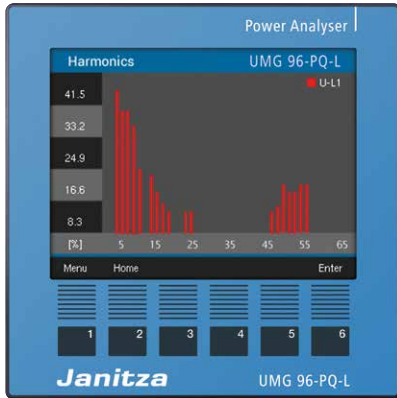 Power Analyser
Harmonics UMG 96-PQ-L
U-L1
41.5
33.2
24.9
16.6
8.3
[%] 5 15 25 35 45 55 65
Menu Home Enter
1 2 3 4 5 6
Janitza UMG 96-PQ-L